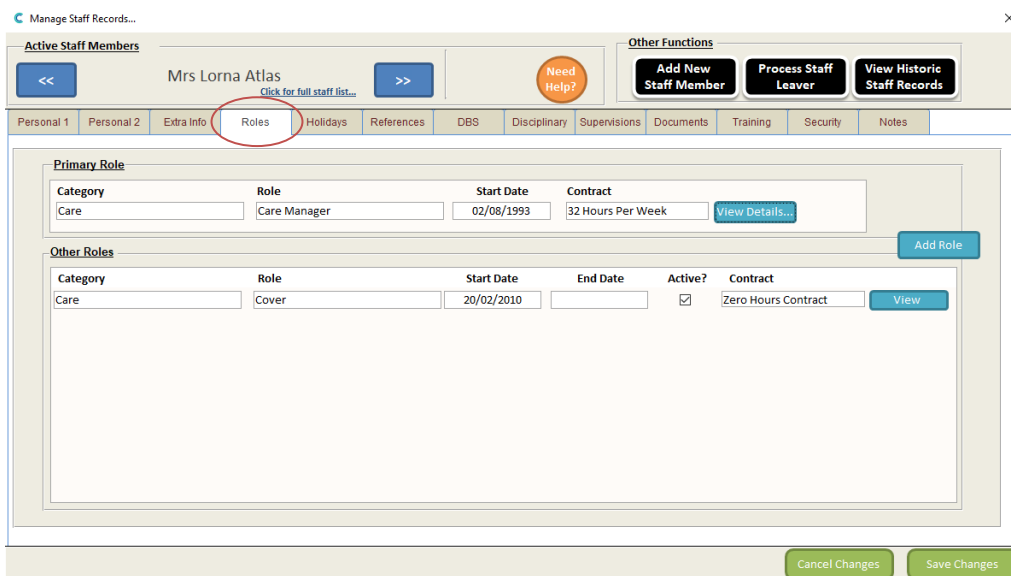 Manage Staff Records...
Active Staff Members
Other Functions
<<
Mrs Lorna Atlas
Click for full staff list...
>>
Need
Help?
Add New
Staff Member
Process Staff
Leaver
View Historic
Staff Records
Personal 1 Personal 2 Extra Info Roles Holidays References DBS Disciplinary Supervisions Documents Training Security Notes
Primary Role
Category Role Start Date Contract
Care Care Manager 02/08/1993 32 Hours Per Week View Details...
Add Role
Other Roles
Category Role Start Date End Date Active? Contract
Care Cover 20/02/2010 Zero Hours Contract View
Cancel Changes Save Changes